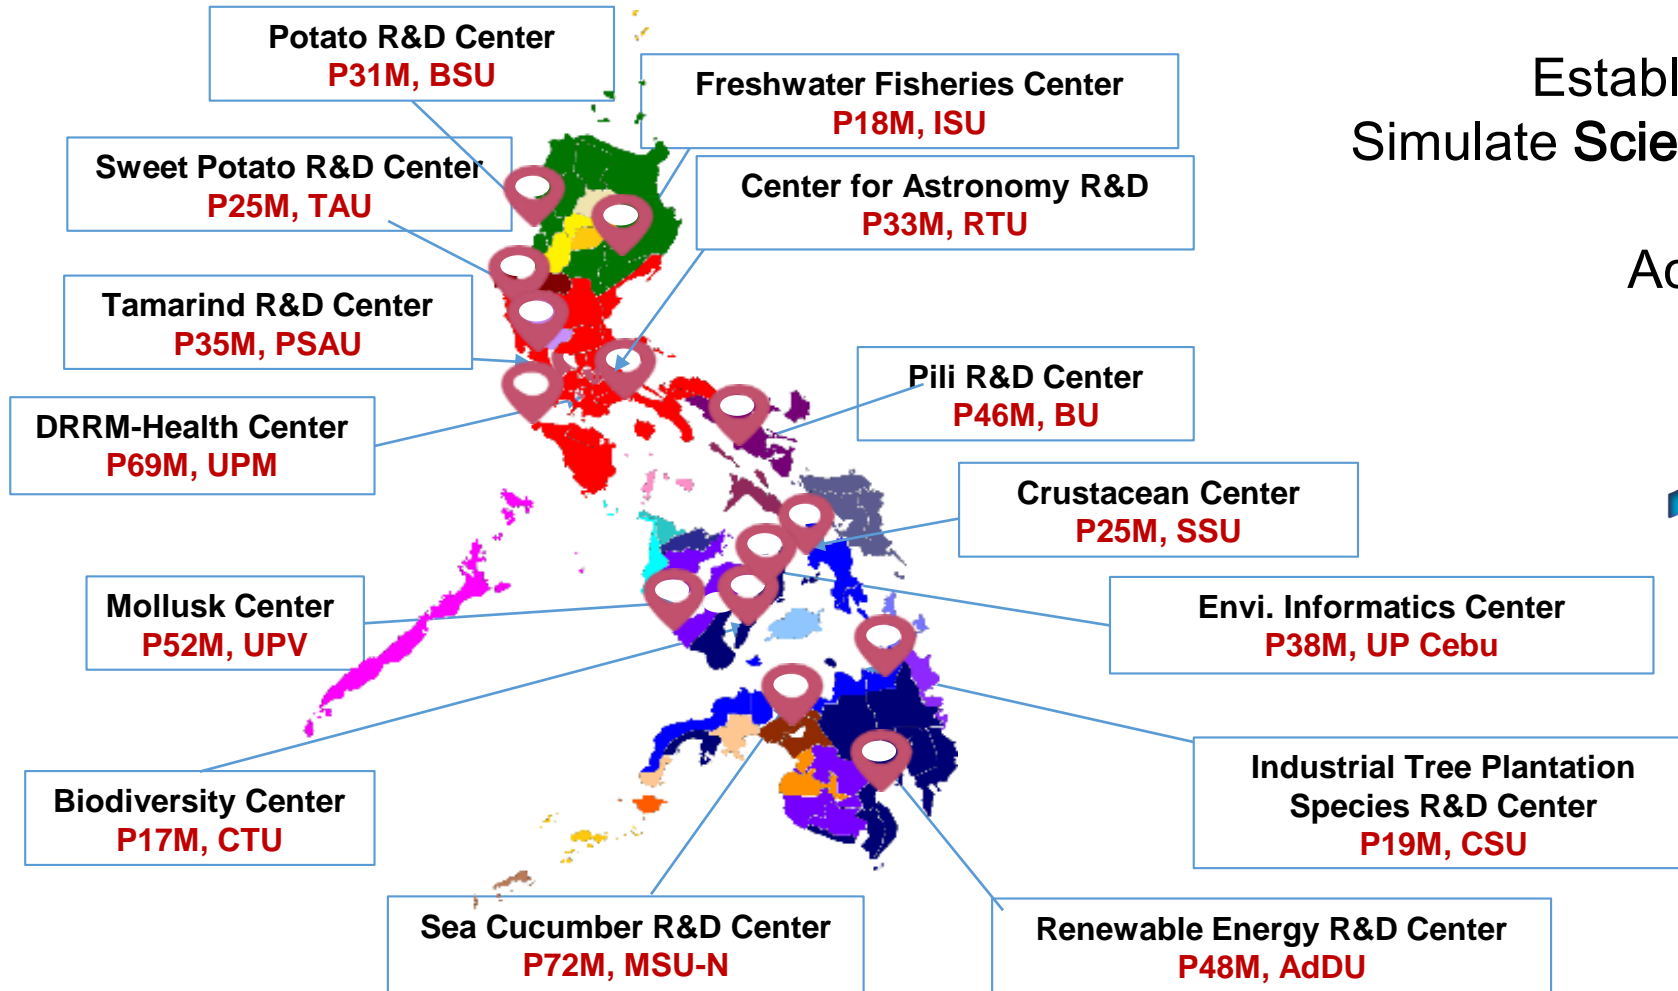 Potato R&D Center
P31M, BSU
Freshwater Fisheries Center
P18M, ISU
Sweet Potato R&D Center
P25M, TAU
Center for Astronomy R&D
P33M, RTU
Tamarind R&D Center
P35M, PSAU
Pili R&D Center
P46M, BU
DRRM-Health Center
P69M, UPM
Crustacean Center
P25M, SSU
Mollusk Center
P52M, UPV
Envi. Informatics Center
P38M, UP Cebu
Biodiversity Center
P17M, CTU
Industrial Tree Plantation
Species R&D Center
P19M, CSU
Sea Cucumber R&D Center
P72M, MSU-N
Renewable Energy R&D Center
P48M, AdDU
Simulate